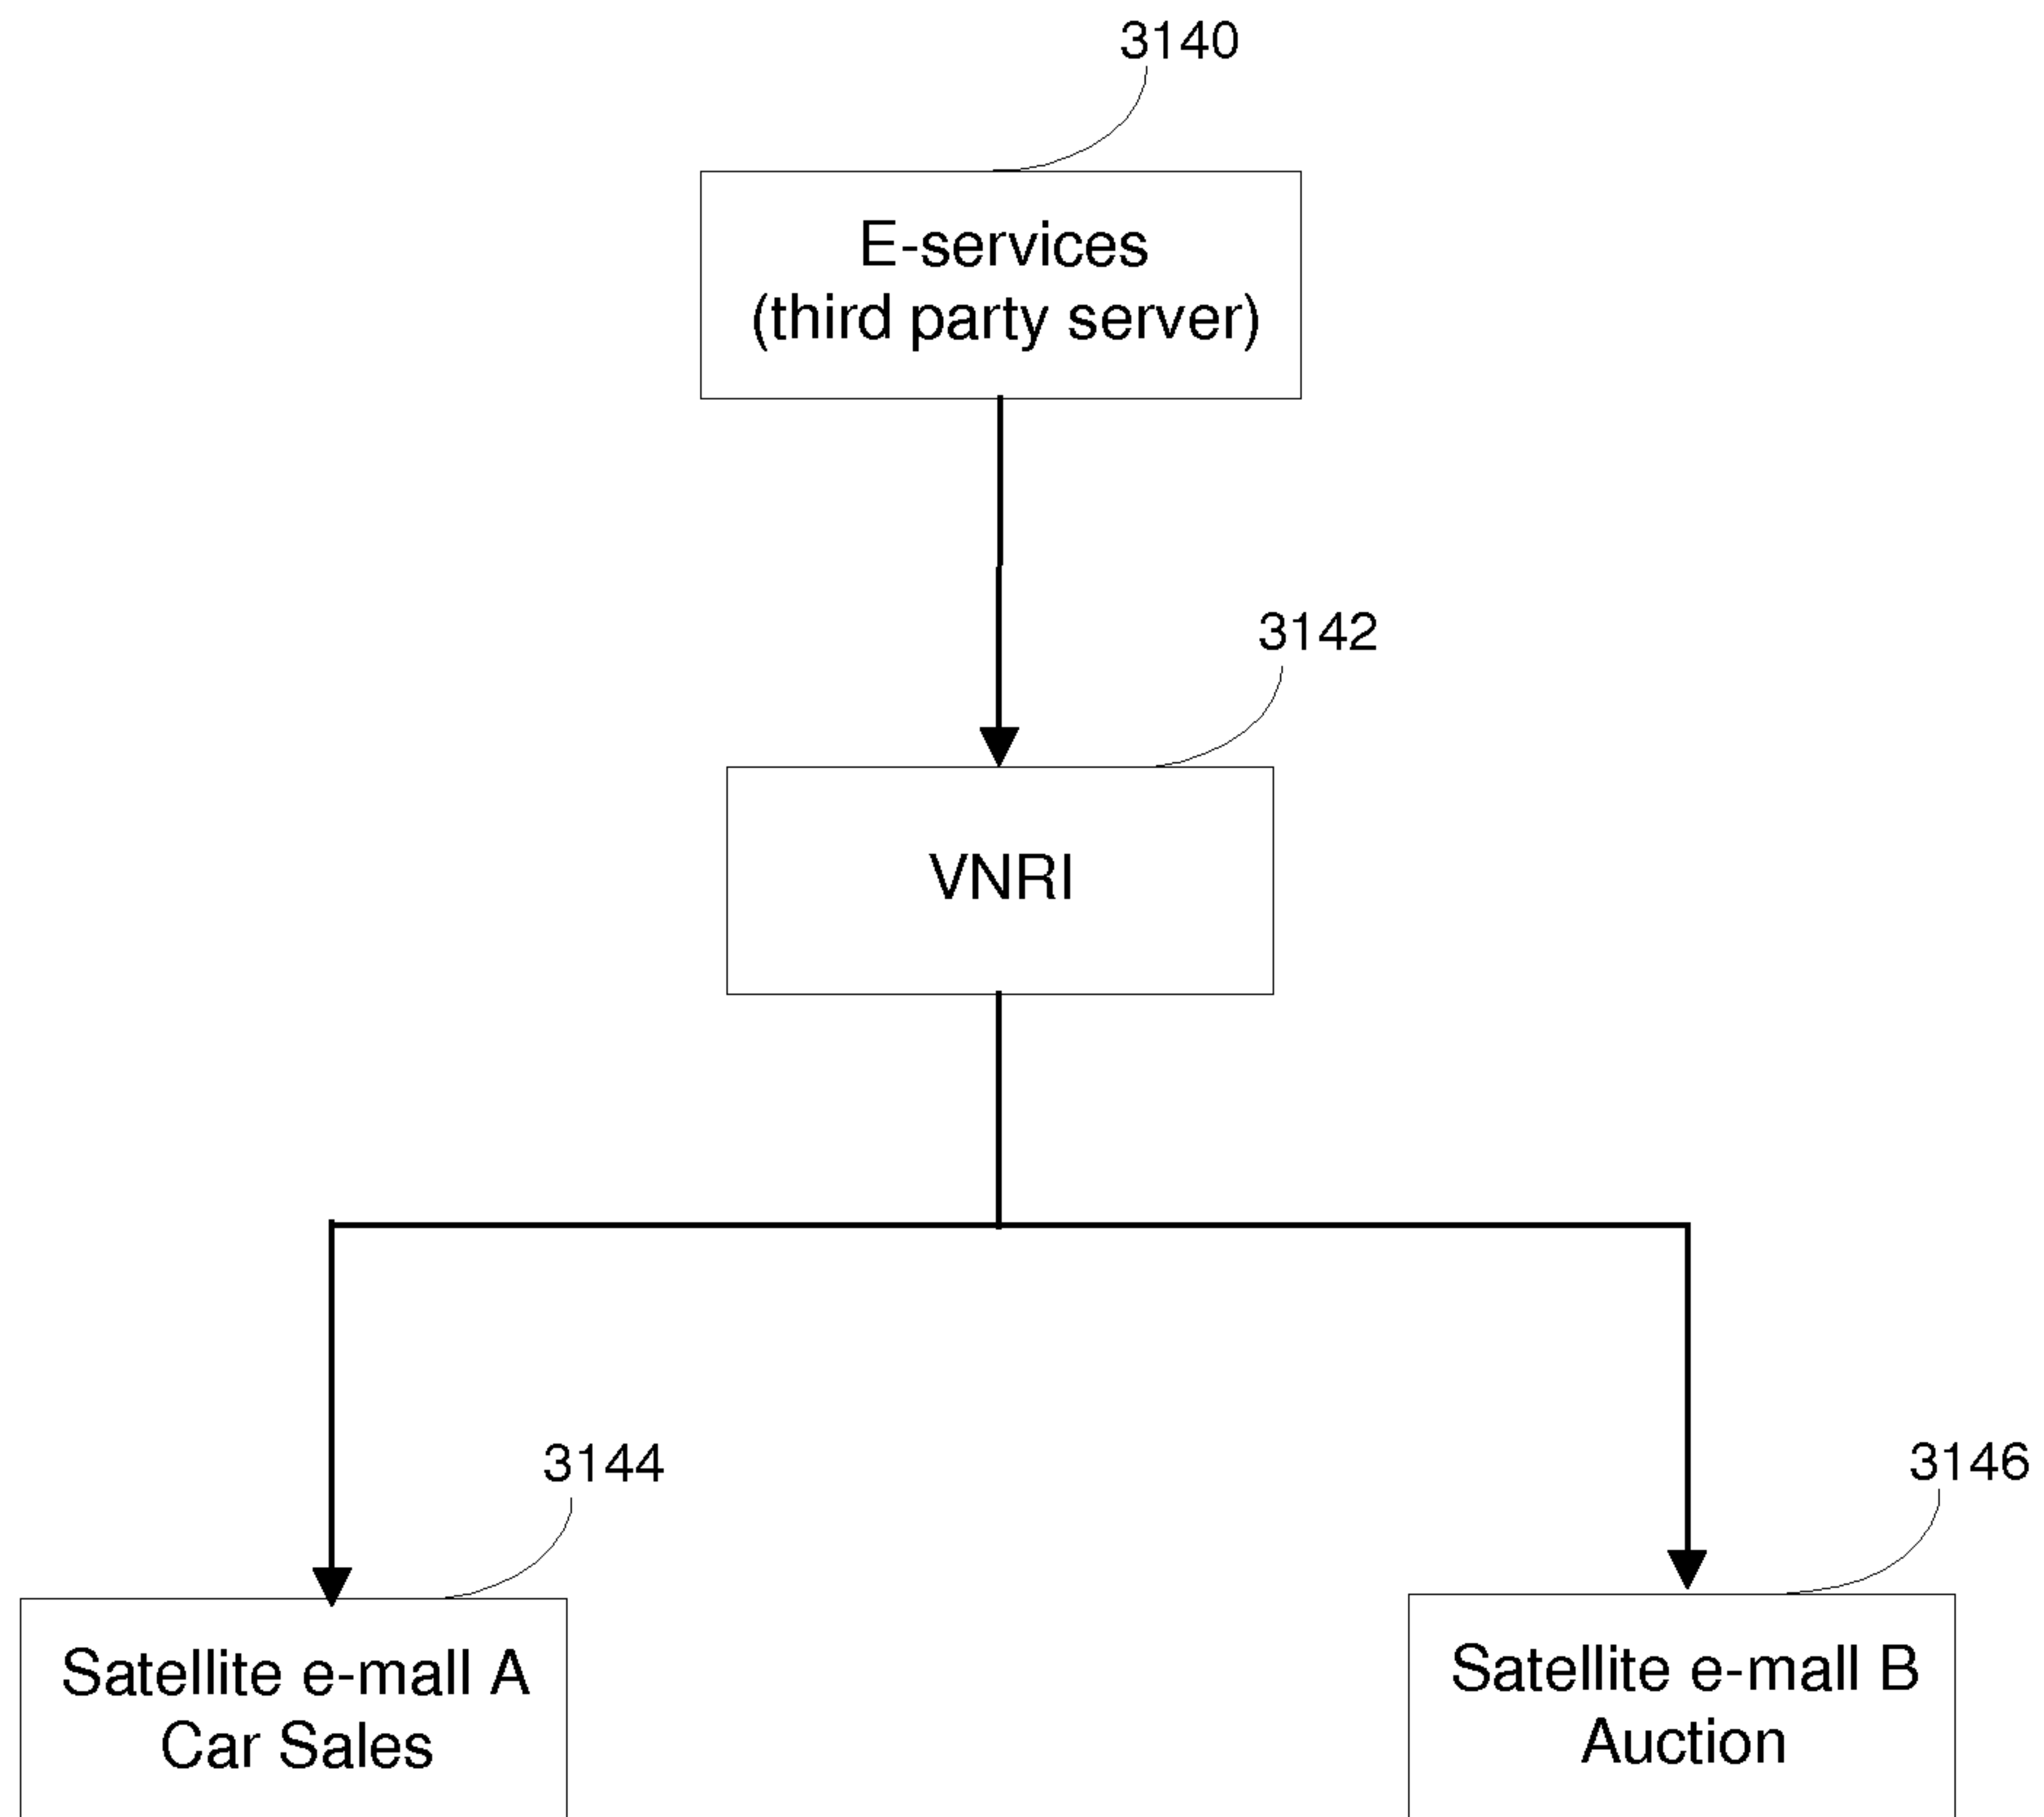 3140
E-services
(third party server)
3142
VNRI
3144
3146
Satellite e-mall A
Car Sales
Satellite e-mall B
Auction